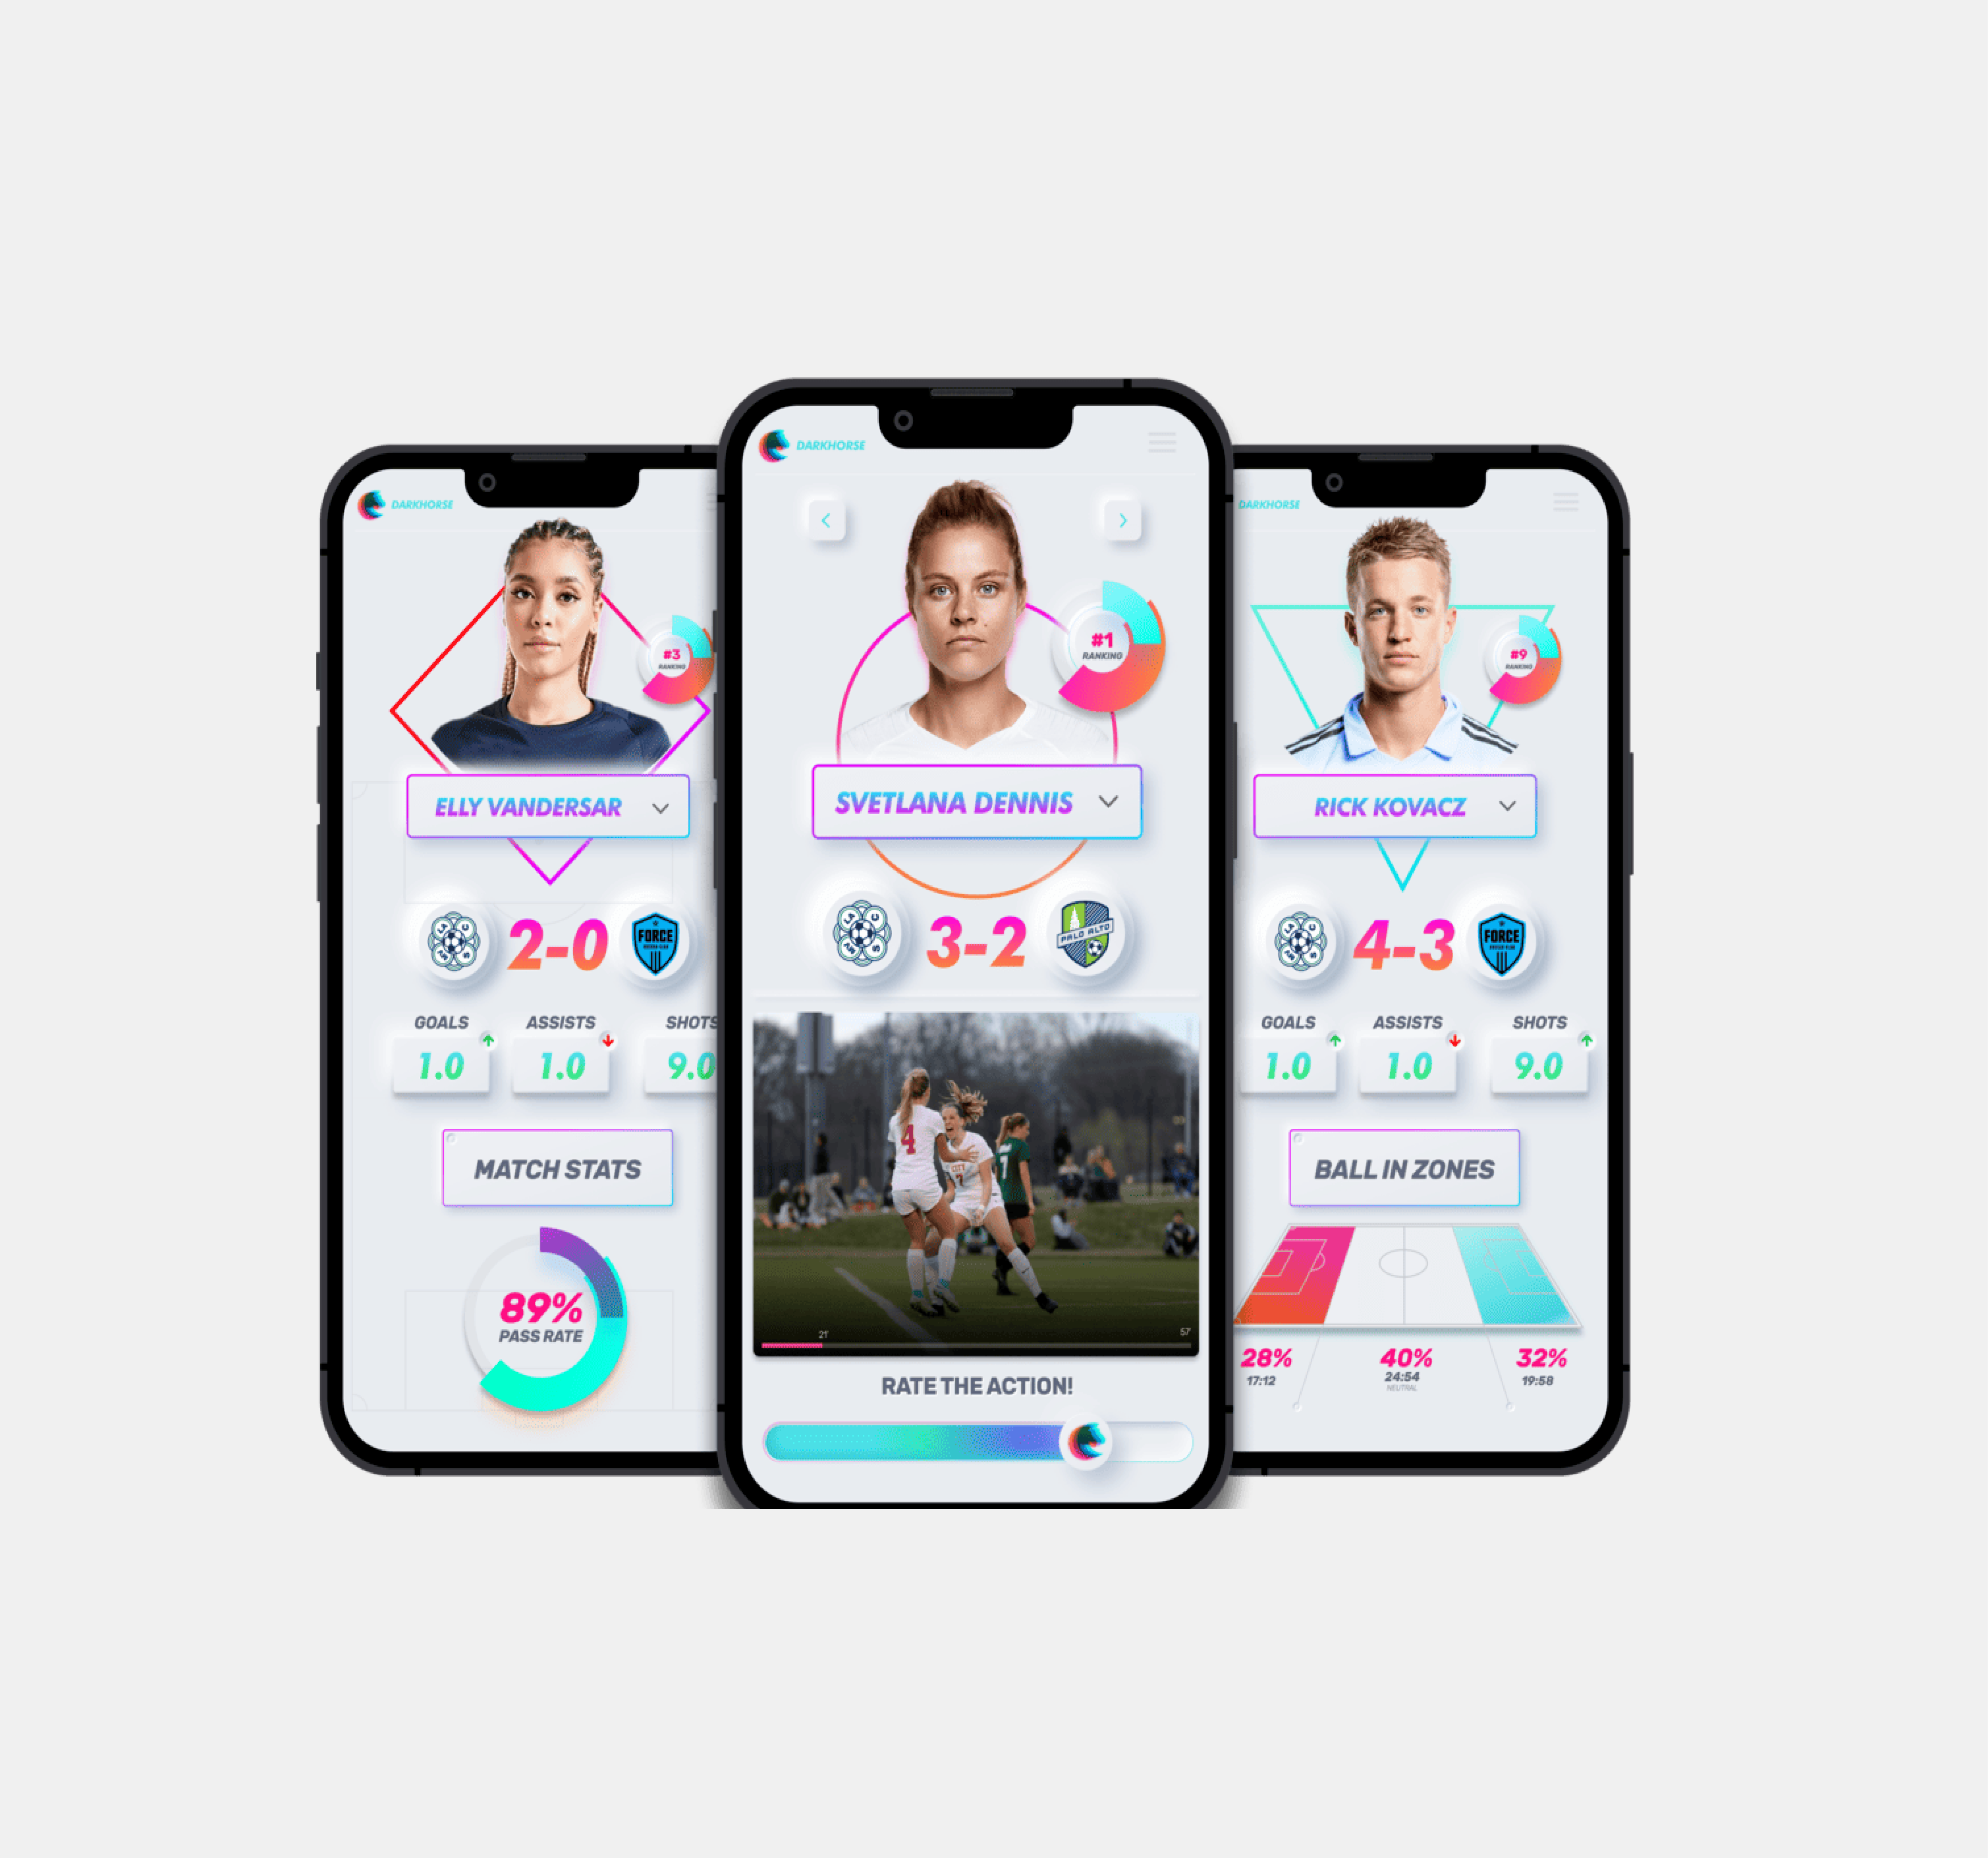 DARKHORSE
#3
RANKING
ELLY VANDERSAR
2-0
FORCE
GOALS
ASSISTS
SHOTS
1.0
1.0
9.0
MATCH STATS
89%
PASS RATE
DARKHORSE
#1
RANKING
SVETLANA DENNIS
3-2
PALO ALTO
4
CITY
7
21'
57'
RATE THE ACTION!
DARKHORSE
#9
RANKING
RICK KOVACZ
4-3
FORCE
GOALS
ASSISTS
SHOTS
1.0
1.0
9.0
BALL IN ZONES
28%
40%
32%
17:12
24:54
19:58
NEUTRAL